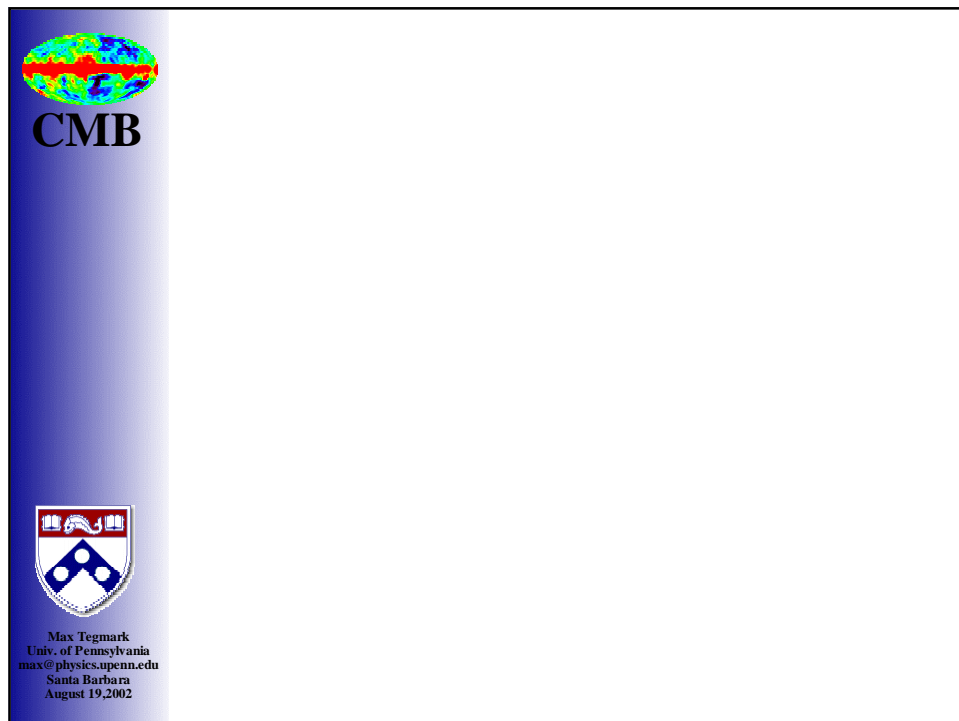 CMB
Max Tegmark
Univ. of Pennsylvania
max@physics.upenn.edu
Santa Barbara
August 19,2002